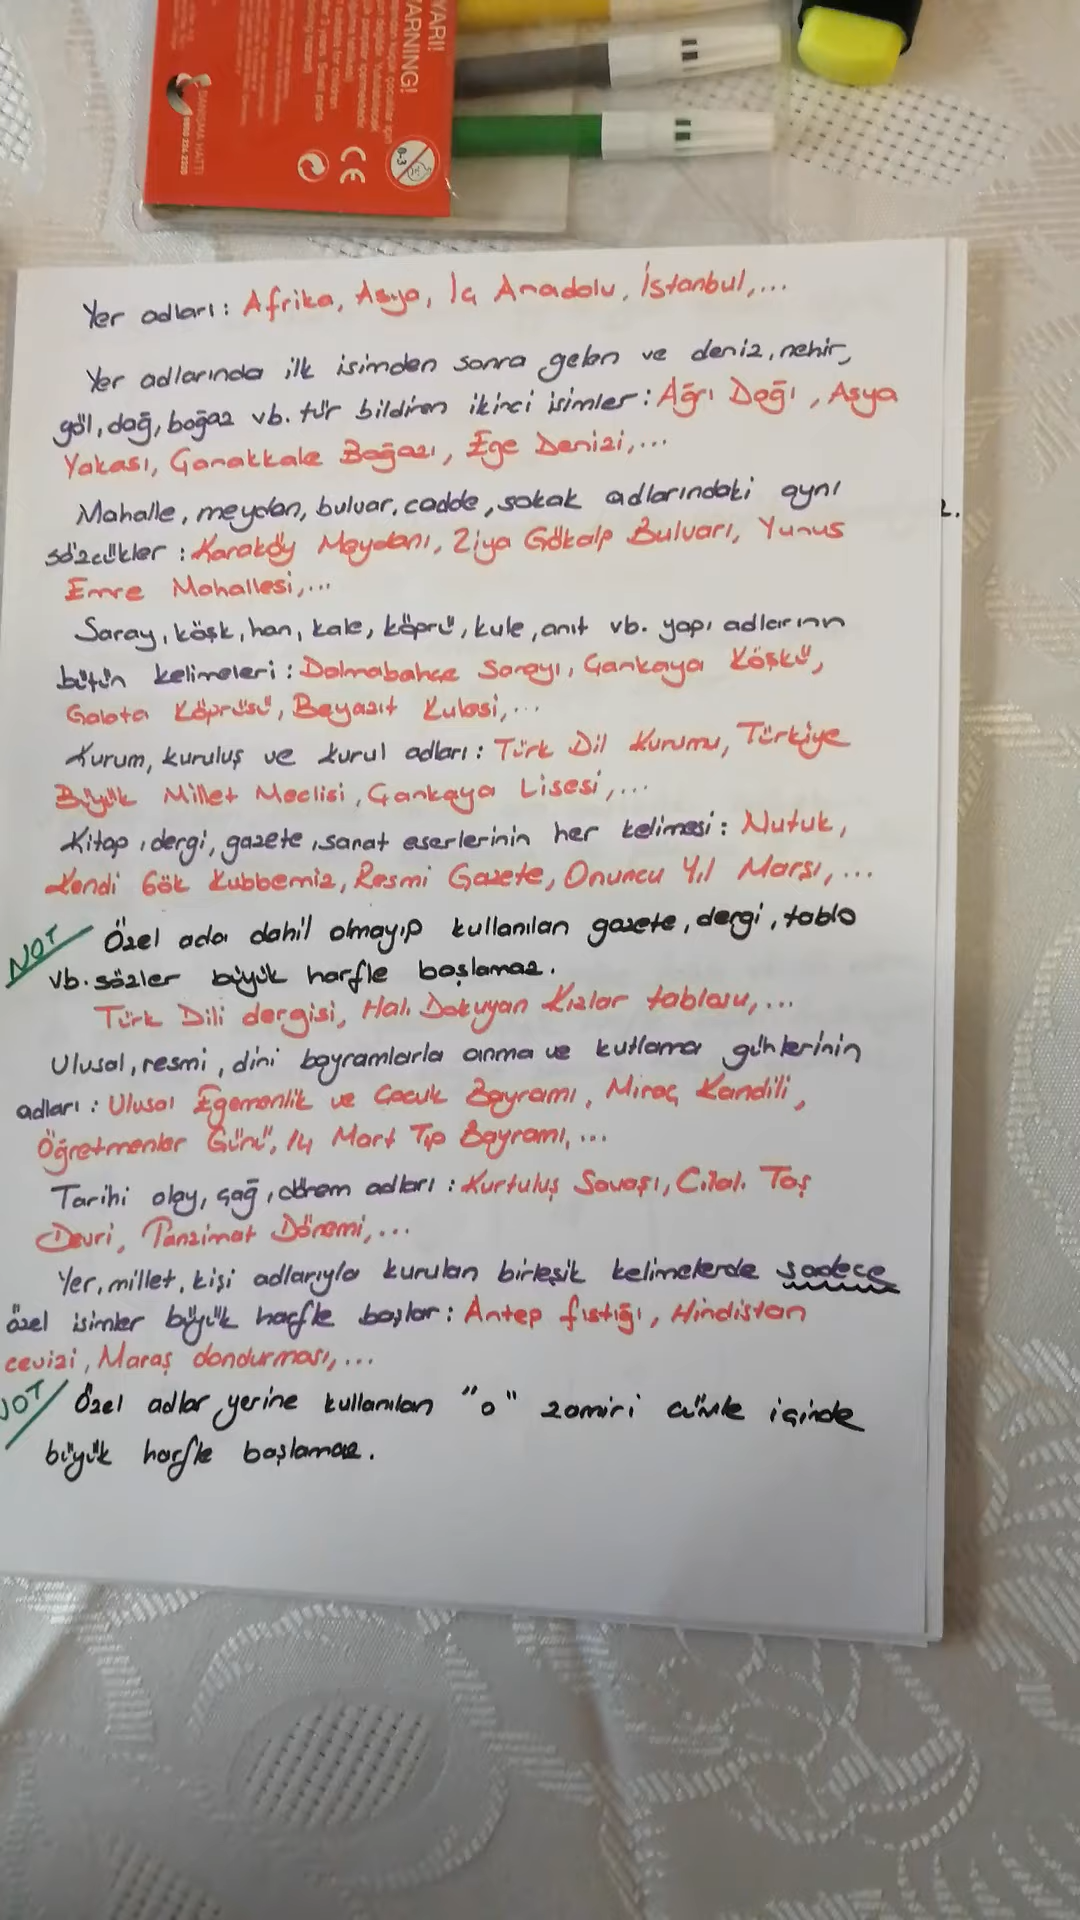 YARI!
WARNING!
0-3
CE
DANIŞMA HATTI
Yer adları: Afrika, Asya, İç Anadolu, İstanbul,...
Yer adlarında ilk isimden sonra gelen ve deniz, nehir,
göl, dağ, boğaz vb. tür bildiren ikinci isimler: Ağrı Dağı, Asya
Yakası, Çanakkale Boğazı, Ege Denizi,...
Mahalle, meydan, bulvar, cadde, sokak adlarındaki aynı
sözcükler: Karaköy Meydanı, Ziya Gökalp Bulvarı, Yunus
Emre Mahallesi,...
Saray, köşk, han, kale, köprü, kule, anıt vb. yapı adlarının
bütün kelimeleri: Dolmabahçe Sarayı, Çankaya Köşkü,
Galata Köprüsü, Beyazıt Kulesi,...
Kurum, kuruluş ve kurul adları: Türk Dil Kurumu, Türkiye
Büyük Millet Meclisi, Çankaya Lisesi,...
Kitap, dergi, gazete, sanat eserlerinin her kelimesi: Nutuk,
Kendi Gök Kubbemiz, Resmi Gazete, Onuncu Yıl Marşı,...
NOT Özel ada dahil olmayıp kullanılan gazete, dergi, tablo
vb. sözler büyük harfle başlamaz.
Türk Dili dergisi, Halı Dokuyan Kızlar tablosu,...
Ulusal, resmi, dini bayramlarla anma ve kutlama günlerinin
adları: Ulusal Egemenlik ve Çocuk Bayramı, Miraç Kandili,
Öğretmenler Günü, 14 Mart Tıp Bayramı,...
Tarihi olay, çağ, dönem adları: Kurtuluş Savaşı, Cilalı Taş
Devri, Tanzimat Dönemi,...
Yer, millet, kişi adlarıyla kurulan birleşik kelimelerde sadece
özel isimler büyük harfle başlar: Antep fıstığı, Hindistan
cevizi, Maraş dondurması,...
NOT Özel adlar yerine kullanılan "o" zamiri cümle içinde
büyük harfle başlamaz.